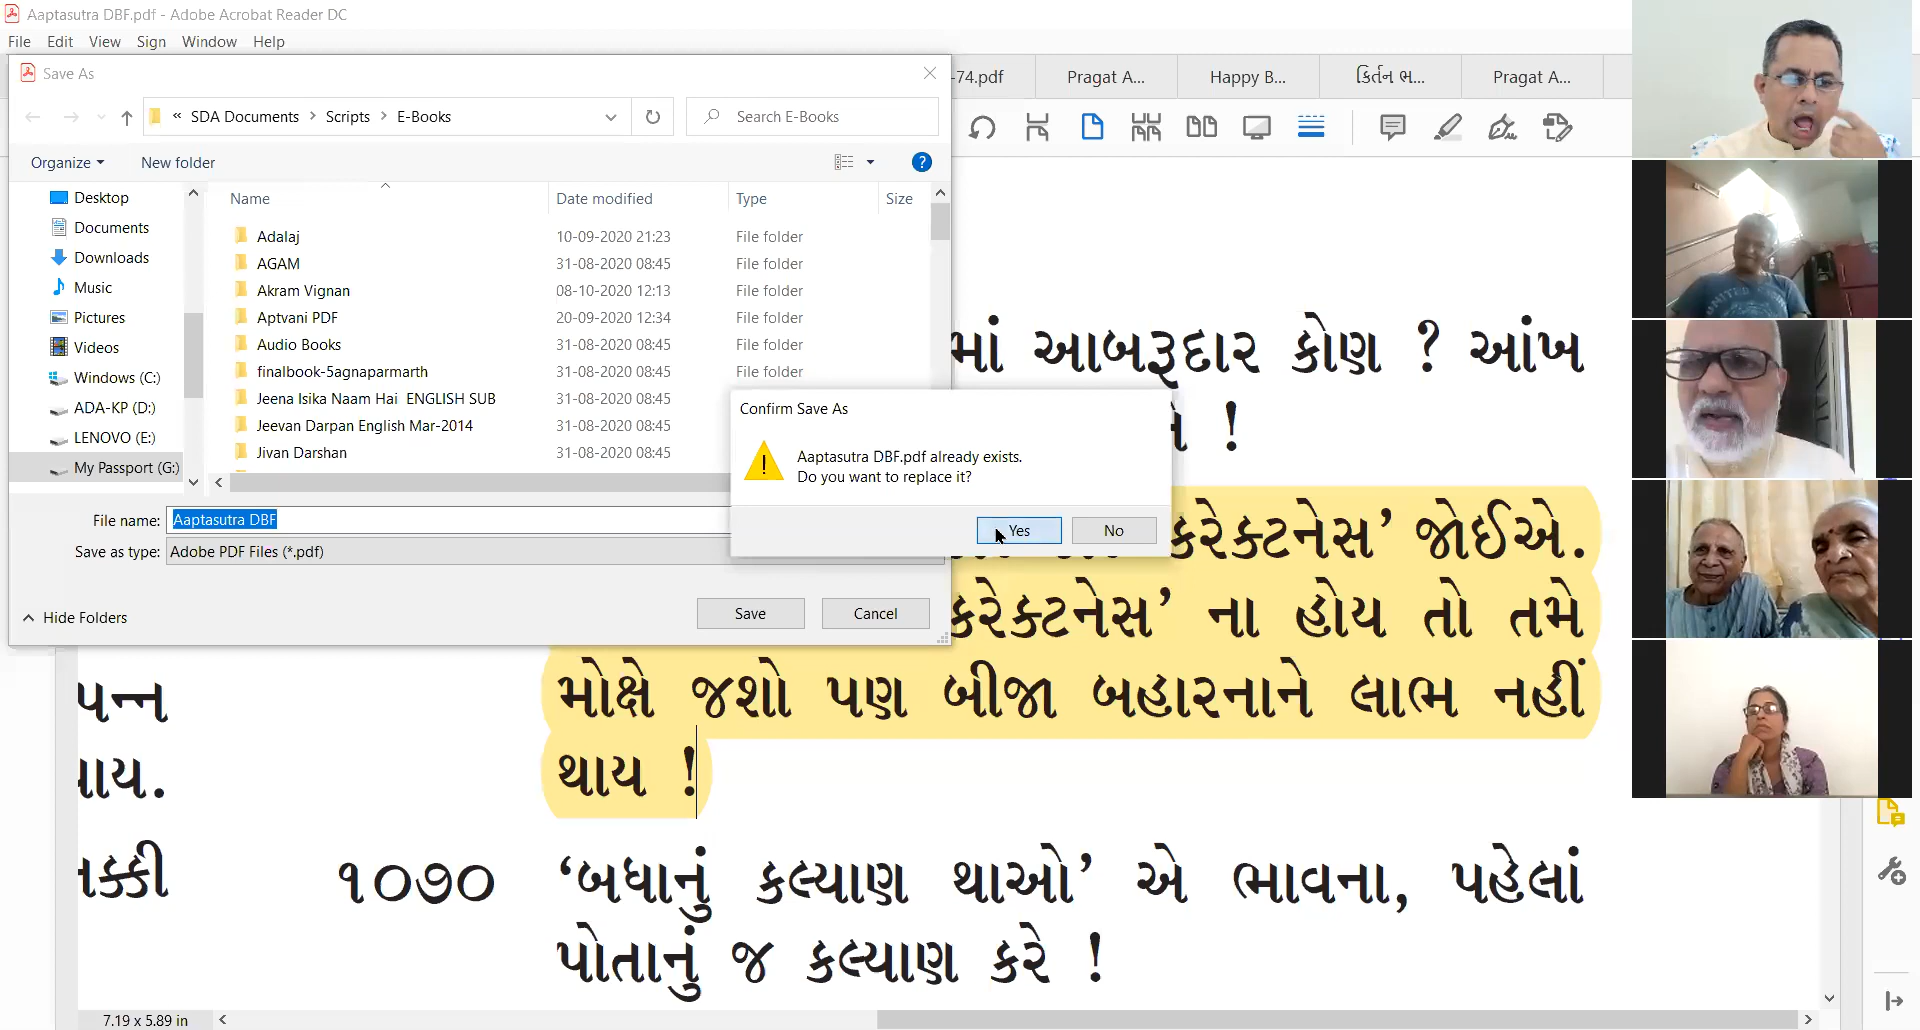 Aaptasutra DBF.pdf - Adobe Acrobat Reader DC
File Edit View Sign Window Help
-74.pdf Pragat A... Happy B... કિર્તન ભ... Pragat A...
Save As
« SDA Documents > Scripts > E-Books
Search E-Books
Organize New folder
Name Date modified Type Size
Desktop
Documents
Downloads
Music
Pictures
Videos
Windows (C:)
ADA-KP (D:)
LENOVO (E:)
My Passport (G:)
Adalaj 10-09-2020 21:23 File folder
AGAM 31-08-2020 08:45 File folder
Akram Vignan 08-10-2020 12:13 File folder
Aptvani PDF 20-09-2020 12:34 File folder
Audio Books 31-08-2020 08:45 File folder
finalbook-5agnaparmarth 31-08-2020 08:45 File folder
Jeena Isika Naam Hai ENGLISH SUB 31-08-2020 08:45
Jeevan Darpan English Mar-2014 31-08-2020 08:45
Jivan Darshan 31-08-2020 08:45
File name: Aaptasutra DBF
Save as type: Adobe PDF Files (*.pdf)
Hide Folders
Save Cancel
Confirm Save As
Aaptasutra DBF.pdf already exists.
Do you want to replace it?
Yes No
માં આબરૂદાર કોણ ? આંખ
!
કરેક્ટનેસ’ જોઈએ.
કરેક્ટનેસ’ ના હોય તો તમે
મોક્ષે જશો પણ બીજા બહારનાને લાભ નહીં
થાય !
પન્ન
૧૦૭૦ ‘બધાનું કલ્યાણ થાઓ’ એ ભાવના, પહેલાં
પોતાનું જ કલ્યાણ કરે !
7.19 x 5.89 in